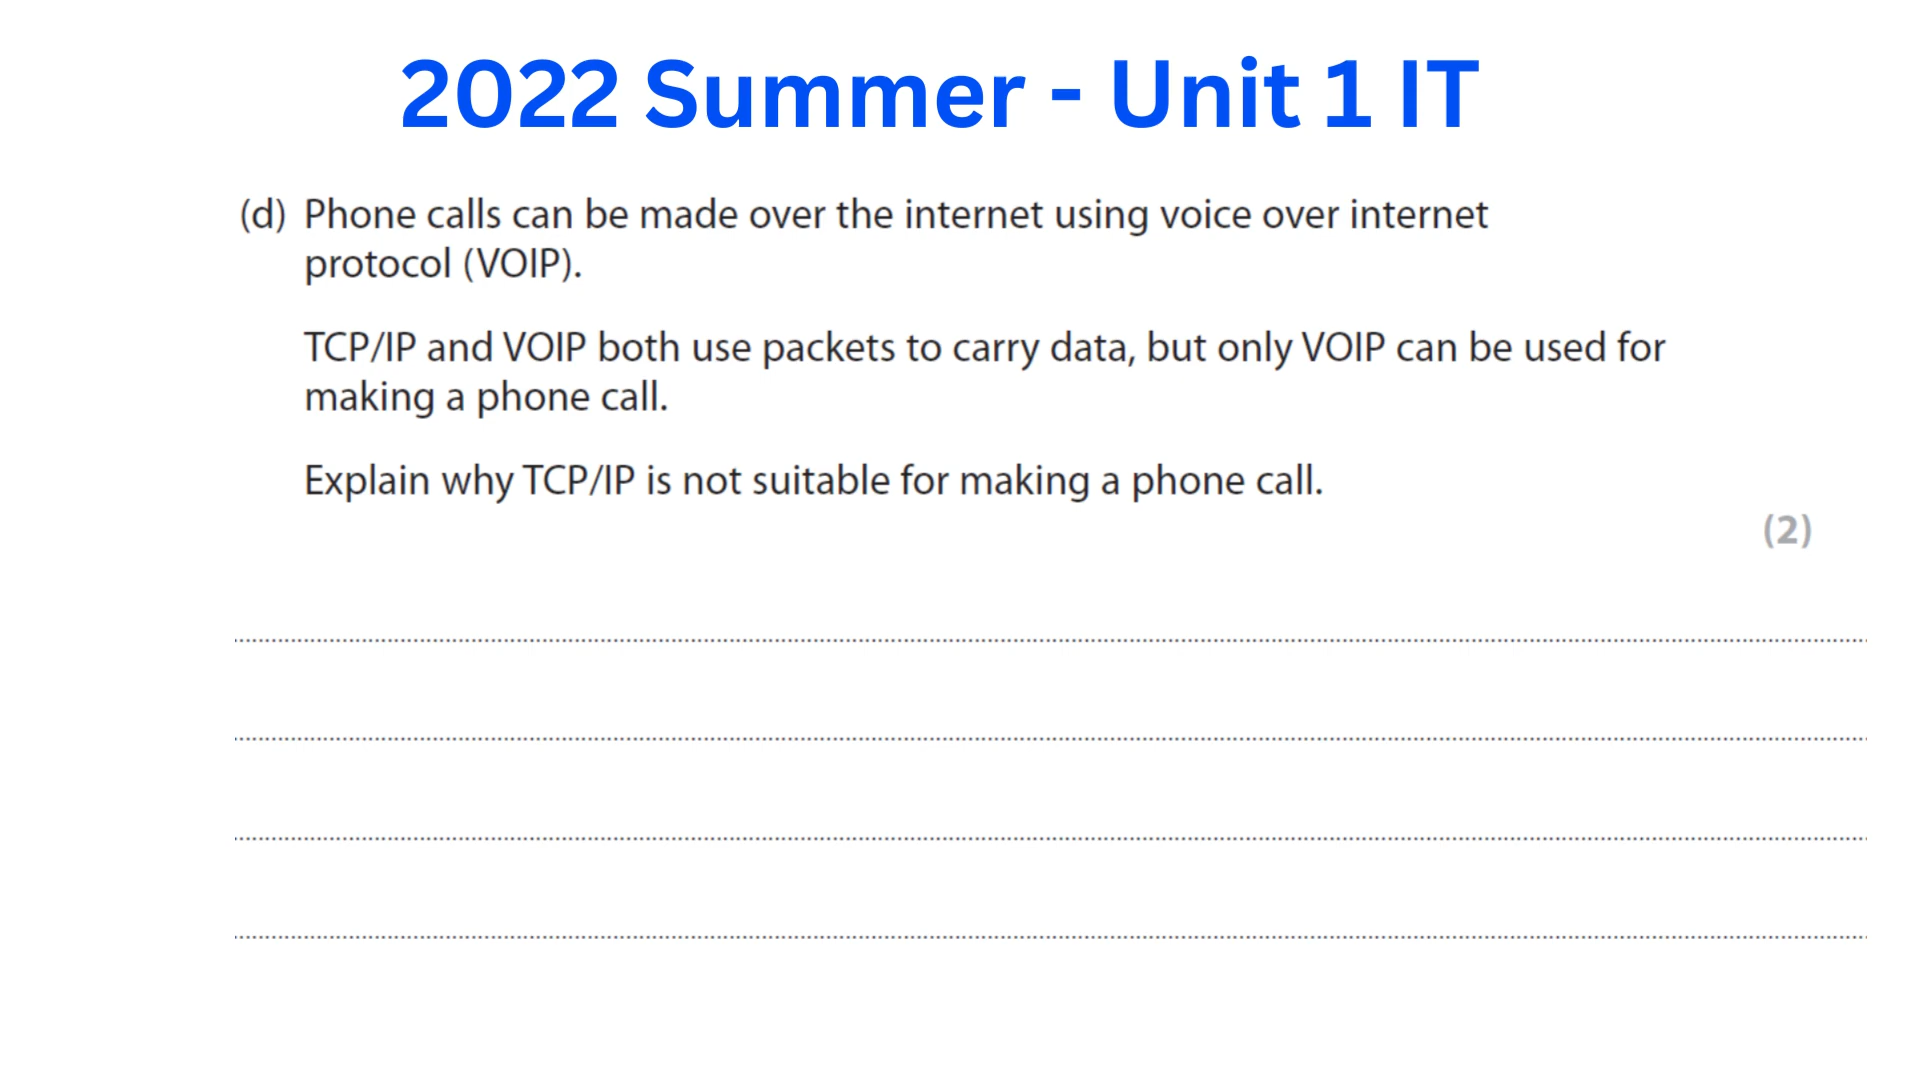 2022 Summer - Unit 1 IT
(d) Phone calls can be made over the internet using voice over internet
protocol (VOIP).
TCP/IP and VOIP both use packets to carry data, but only VOIP can be used for
making a phone call.
Explain why TCP/IP is not suitable for making a phone call.
(2)